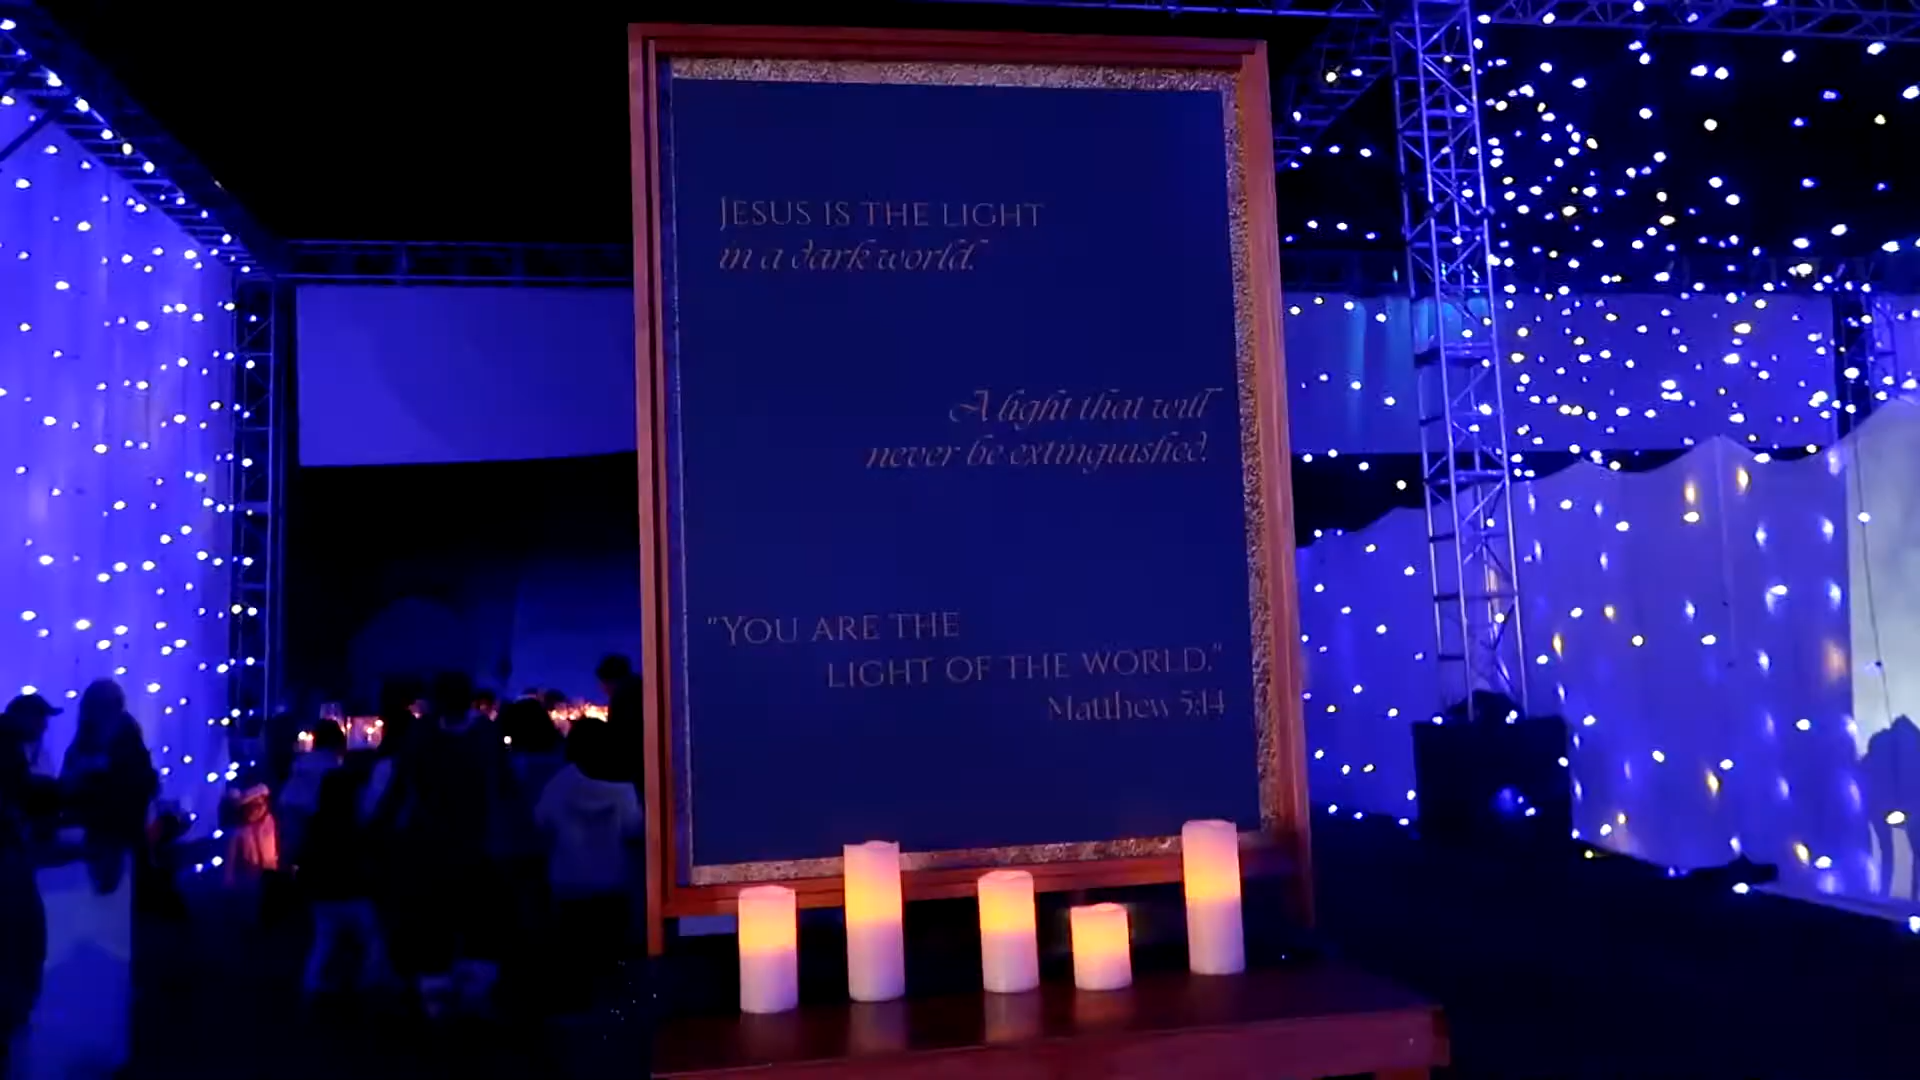 JESUS IS THE LIGHT
in a dark world.
A light that will
never be extinguished.
"YOU ARE THE
LIGHT OF THE WORLD."
Matthew 5:14